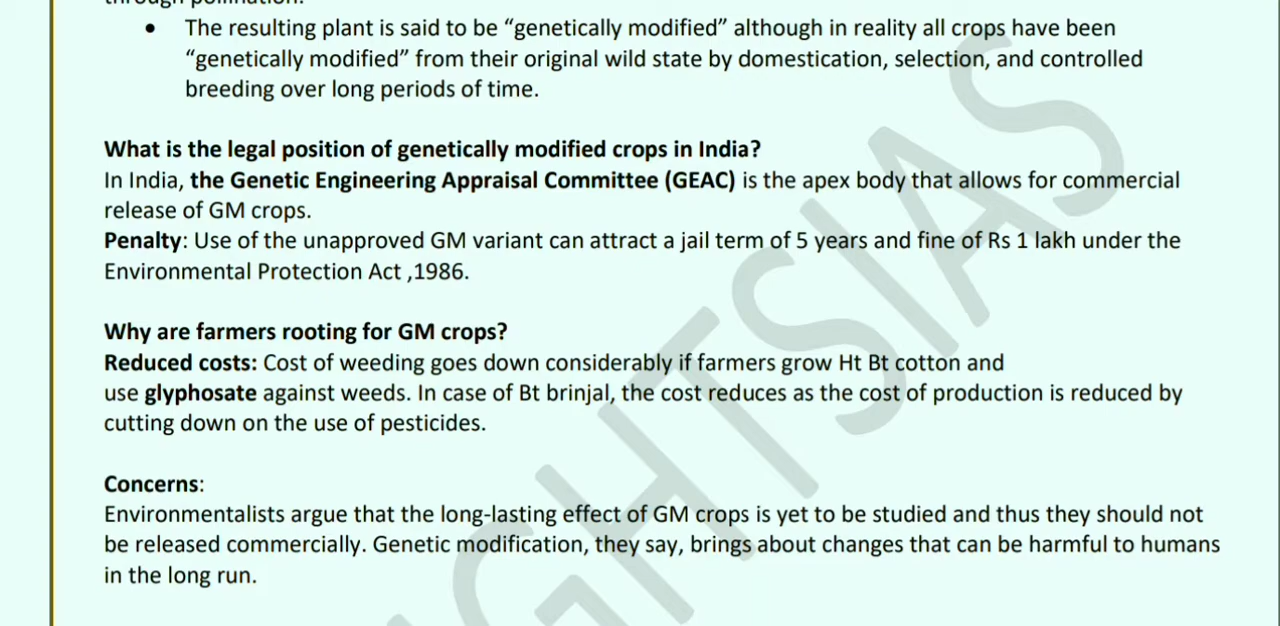 The resulting plant is said to be “genetically modified” although in reality all crops have been
“genetically modified” from their original wild state by domestication, selection, and controlled
breeding over long periods of time.
What is the legal position of genetically modified crops in India?
In India, the Genetic Engineering Appraisal Committee (GEAC) is the apex body that allows for commercial
release of GM crops.
Penalty: Use of the unapproved GM variant can attract a jail term of 5 years and fine of Rs 1 lakh under the
Environmental Protection Act ,1986.
Why are farmers rooting for GM crops?
Reduced costs: Cost of weeding goes down considerably if farmers grow Ht Bt cotton and
use glyphosate against weeds. In case of Bt brinjal, the cost reduces as the cost of production is reduced by
cutting down on the use of pesticides.
Concerns:
Environmentalists argue that the long-lasting effect of GM crops is yet to be studied and thus they should not
be released commercially. Genetic modification, they say, brings about changes that can be harmful to humans
in the long run.
GHTSIAS